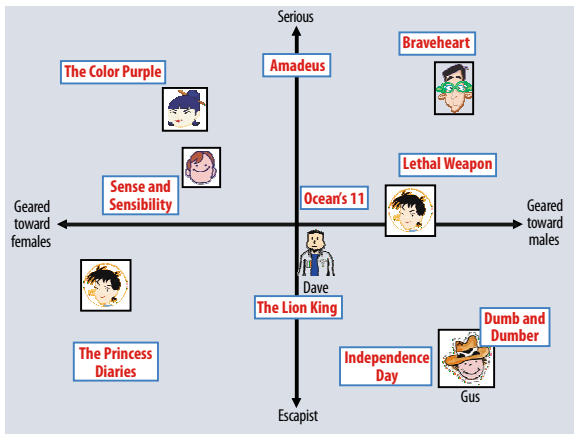 Serious
Braveheart
Amadeus
The Color Purple
Lethal Weapon
Sense and
Sensibility
Ocean's 11
Geared
toward
females
Geared
toward
males
Dave
The Lion King
Dumb and
Dumber
The Princess
Diaries
Independence
Day
Gus
Escapist